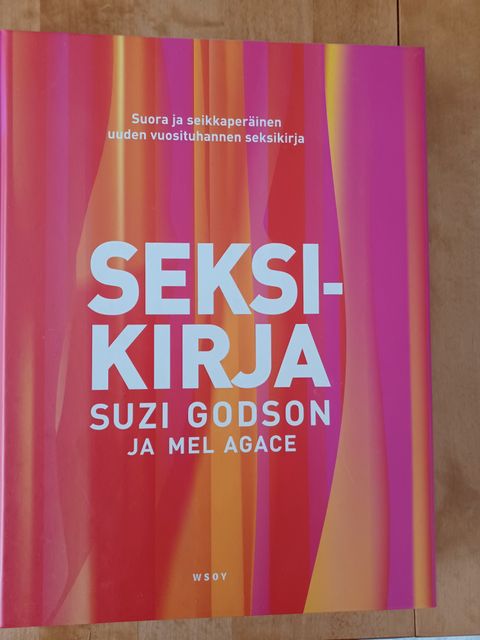 Suora ja seikkaperäinen
uuden vuosituhannen seksikirja
SEKSI-
KIRJA
SUZI GODSON
JA MEL AGACE
WSOY